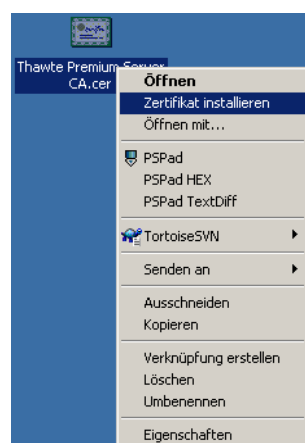 Thawte Premium Server
CA.cer
Öffnen
Zertifikat installieren
Öffnen mit...
PSPad
PSPad HEX
PSPad TextDiff
TortoiseSVN
Senden an
Ausschneiden
Kopieren
Verknüpfung erstellen
Löschen
Umbenennen
Eigenschaften